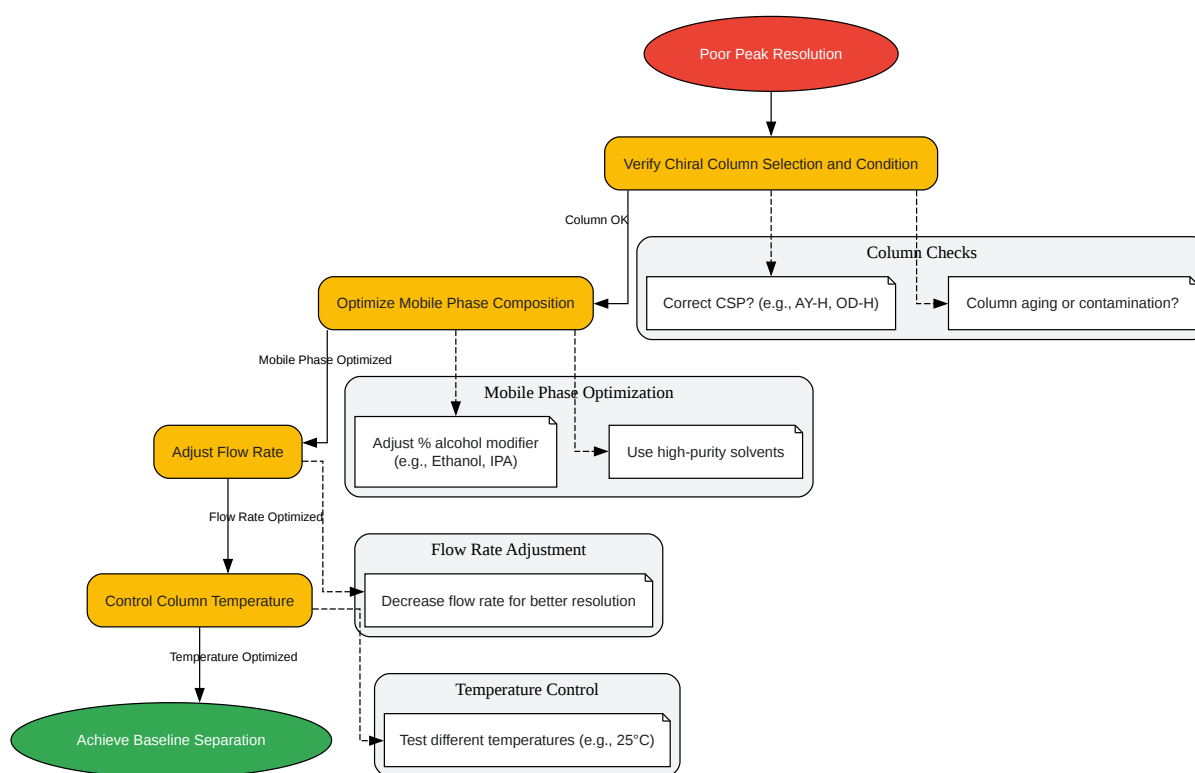 Poor Peak Resolution
Verify Chiral Column Selection and Condition
Column OK
Column Checks
Correct CSP? (e.g., AY-H, OD-H)
Column aging or contamination?
Optimize Mobile Phase Composition
Mobile Phase Optimized
Mobile Phase Optimization
Adjust % alcohol modifier
(e.g., Ethanol, IPA)
Use high-purity solvents
Adjust Flow Rate
Flow Rate Optimized
Flow Rate Adjustment
Decrease flow rate for better resolution
Control Column Temperature
Temperature Optimized
Temperature Control
Test different temperatures (e.g., 25°C)
Achieve Baseline Separation